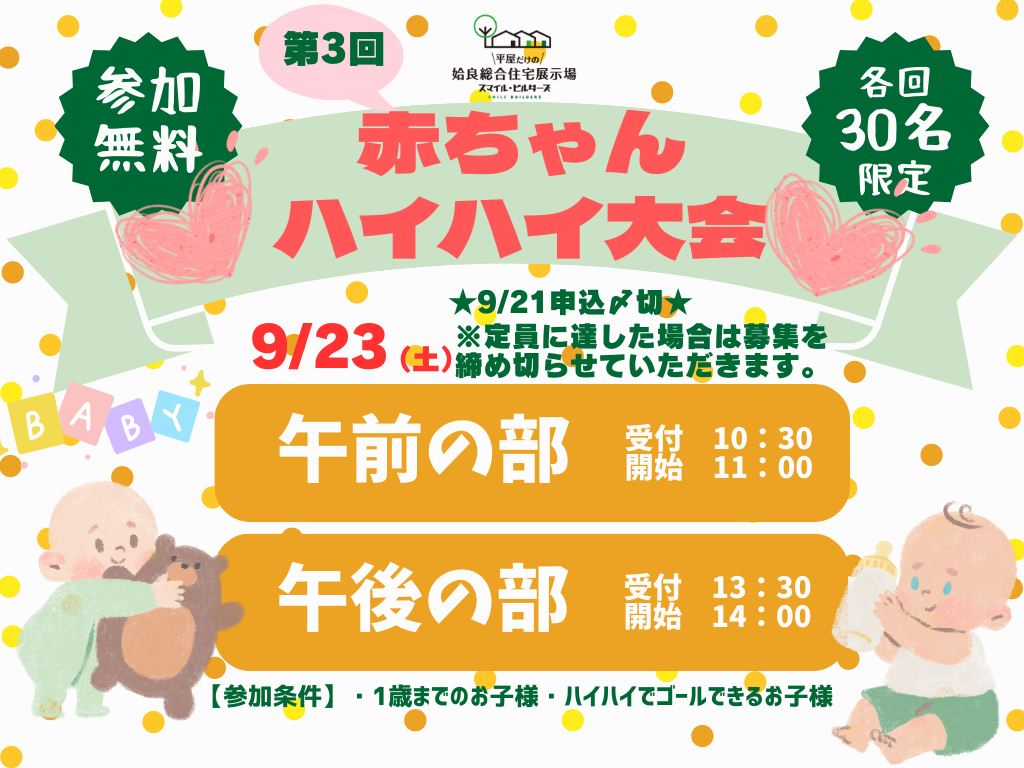 第3回
平屋だけの
姶良総合住宅展示場
スマイル・ビルダーズ
SMILE BUILDERS
参加
無料
各回
30名
限定
赤ちゃん
ハイハイ大会
★9/21申込〆切★
9/23(土)
※定員に達した場合は募集を
締め切らせていただきます。
BABY
午前の部
受付 10：30
開始 11：00
午後の部
受付 13：30
開始 14：00
【参加条件】・1歳までのお子様・ハイハイでゴールできるお子様